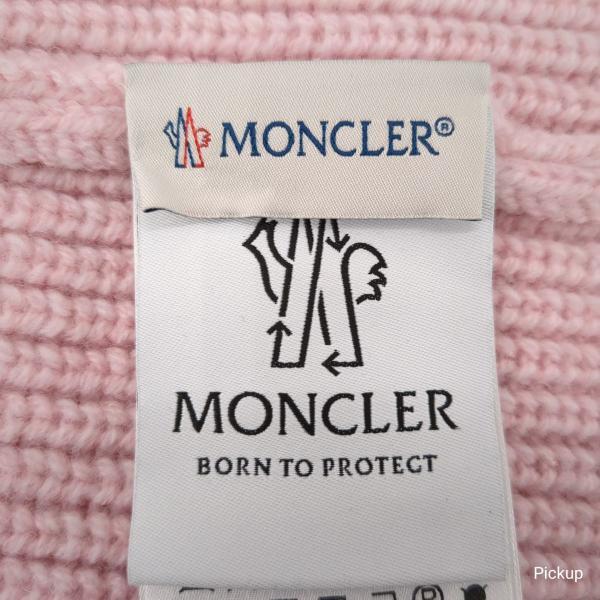 MONCLER®
MONCLER
BORN TO PROTECT
Pickup
P